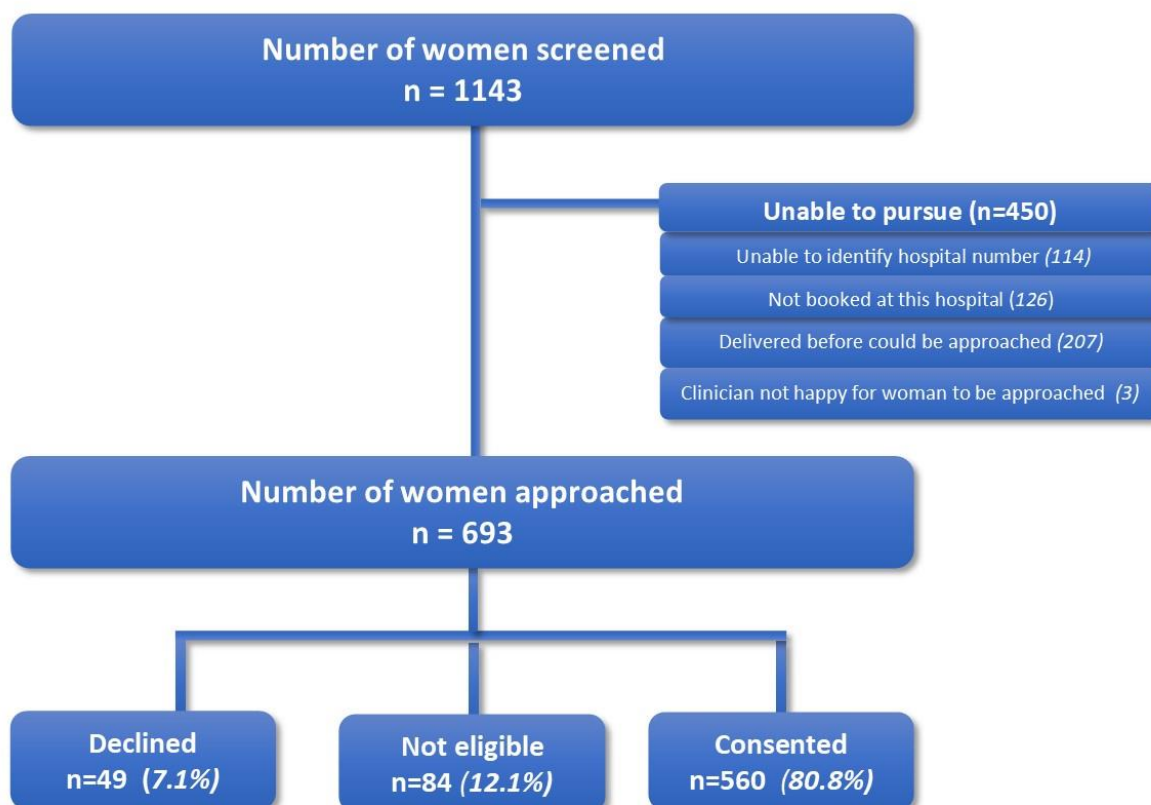 Number of women screened
n = 1143
Unable to pursue (n=450)
Unable to identify hospital number (114)
Not booked at this hospital (126)
Delivered before could be approached (207)
Clinician not happy for woman to be approached (3)
Number of women approached
n = 693
Declined
n=49 (7.1%)
Not eligible
n=84 (12.1%)
Consented
n=560 (80.8%)